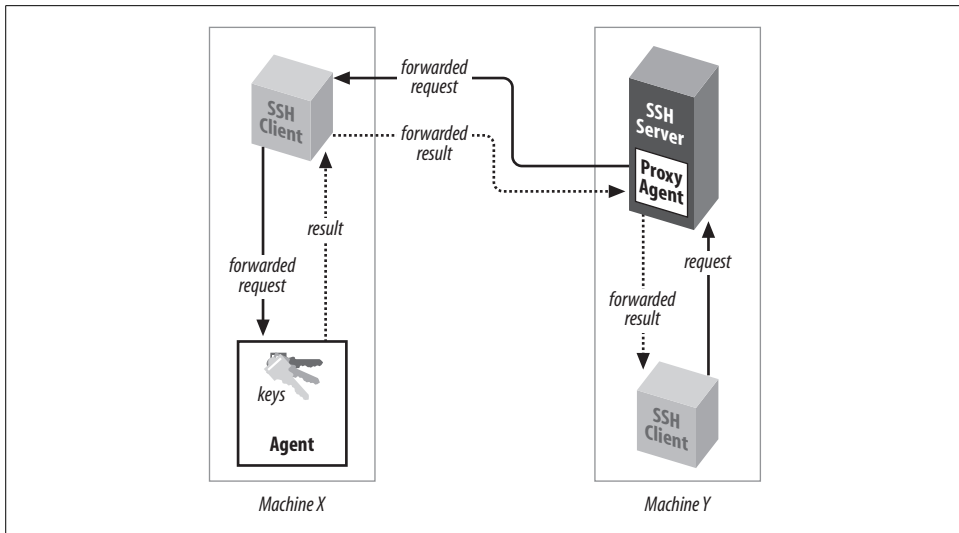 forwarded
request
SSH
Client
forwarded
result
SSH
Server
Proxy
Agent
result
request
forwarded
request
forwarded
result
keys
Agent
SSH
Client
Machine X
Machine Y